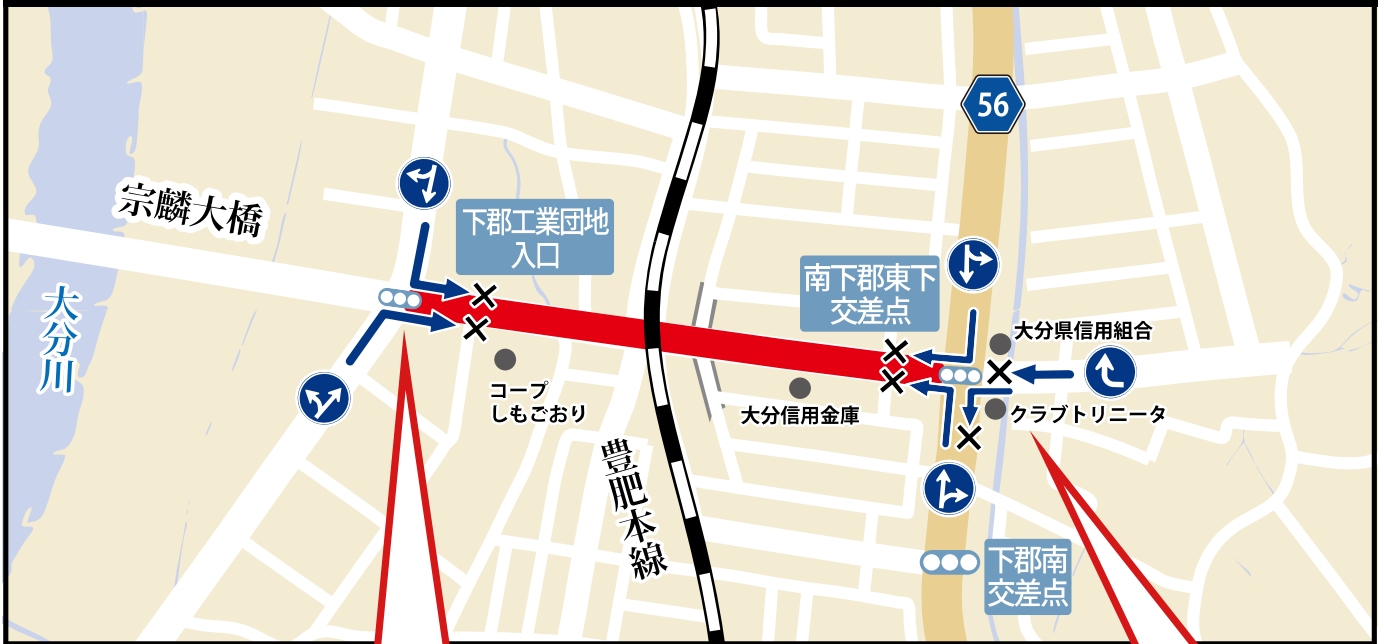 56
宗麟大橋
下郡工業団地
入口
南下郡東下
交差点
大分川
大分県信用組合
コープ
しもごおり
大分信用金庫
クラブトリニータ
豊肥本線
下郡南
交差点